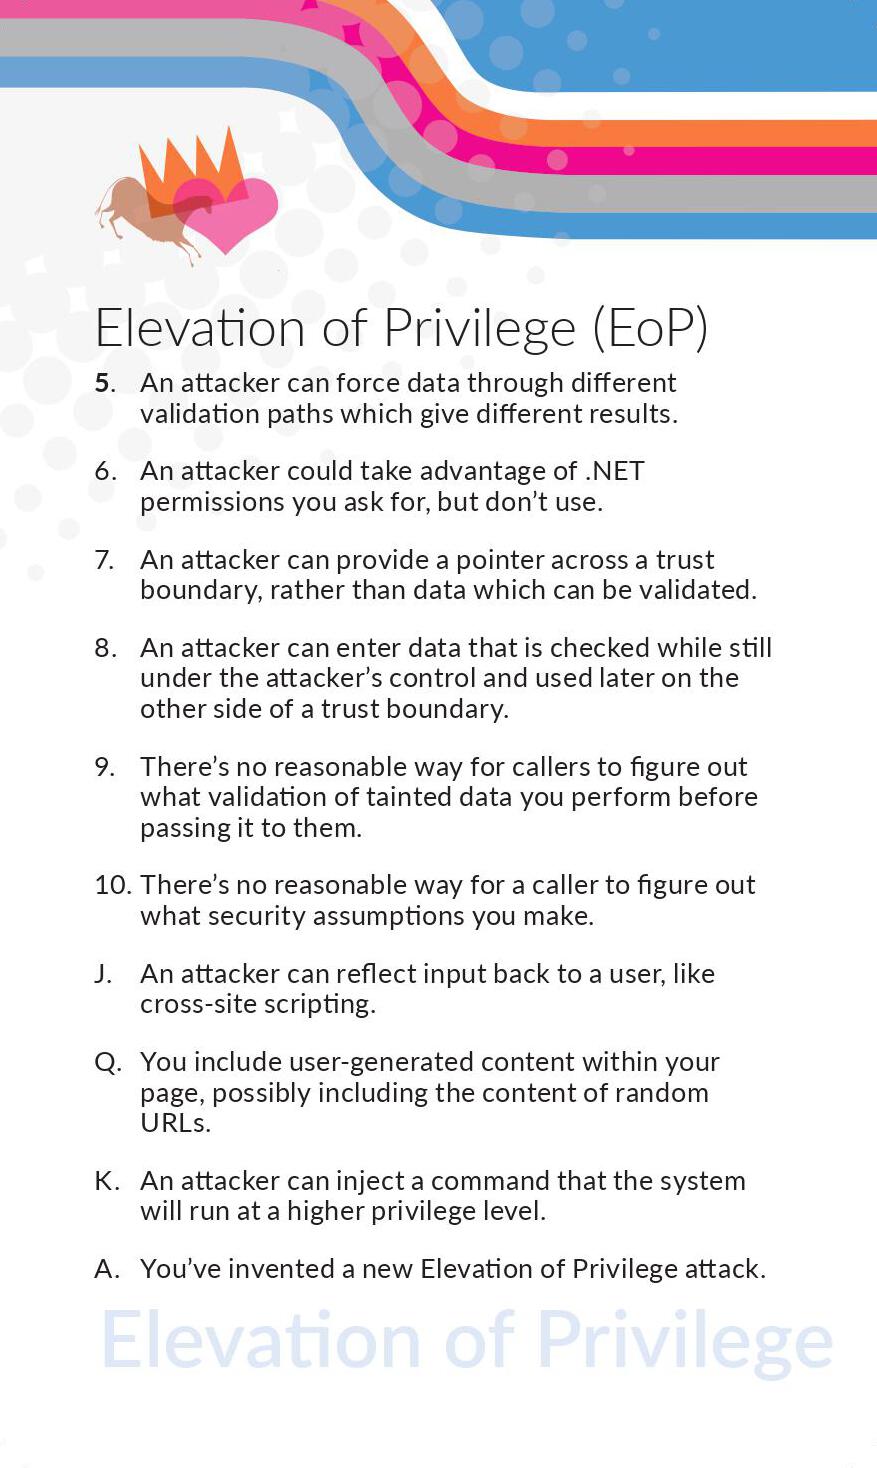 Elevation of Privilege (EoP)
5. An attacker can force data through different
validation paths which give different results.
6. An attacker could take advantage of .NET
permissions you ask for, but don’t use.
7. An attacker can provide a pointer across a trust
boundary, rather than data which can be validated.
8. An attacker can enter data that is checked while still
under the attacker’s control and used later on the
other side of a trust boundary.
9. There’s no reasonable way for callers to figure out
what validation of tainted data you perform before
passing it to them.
10. There’s no reasonable way for a caller to figure out
what security assumptions you make.
J. An attacker can reflect input back to a user, like
cross-site scripting.
Q. You include user-generated content within your
page, possibly including the content of random
URLs.
K. An attacker can inject a command that the system
will run at a higher privilege level.
A. You’ve invented a new Elevation of Privilege attack.
Elevation of Privilege